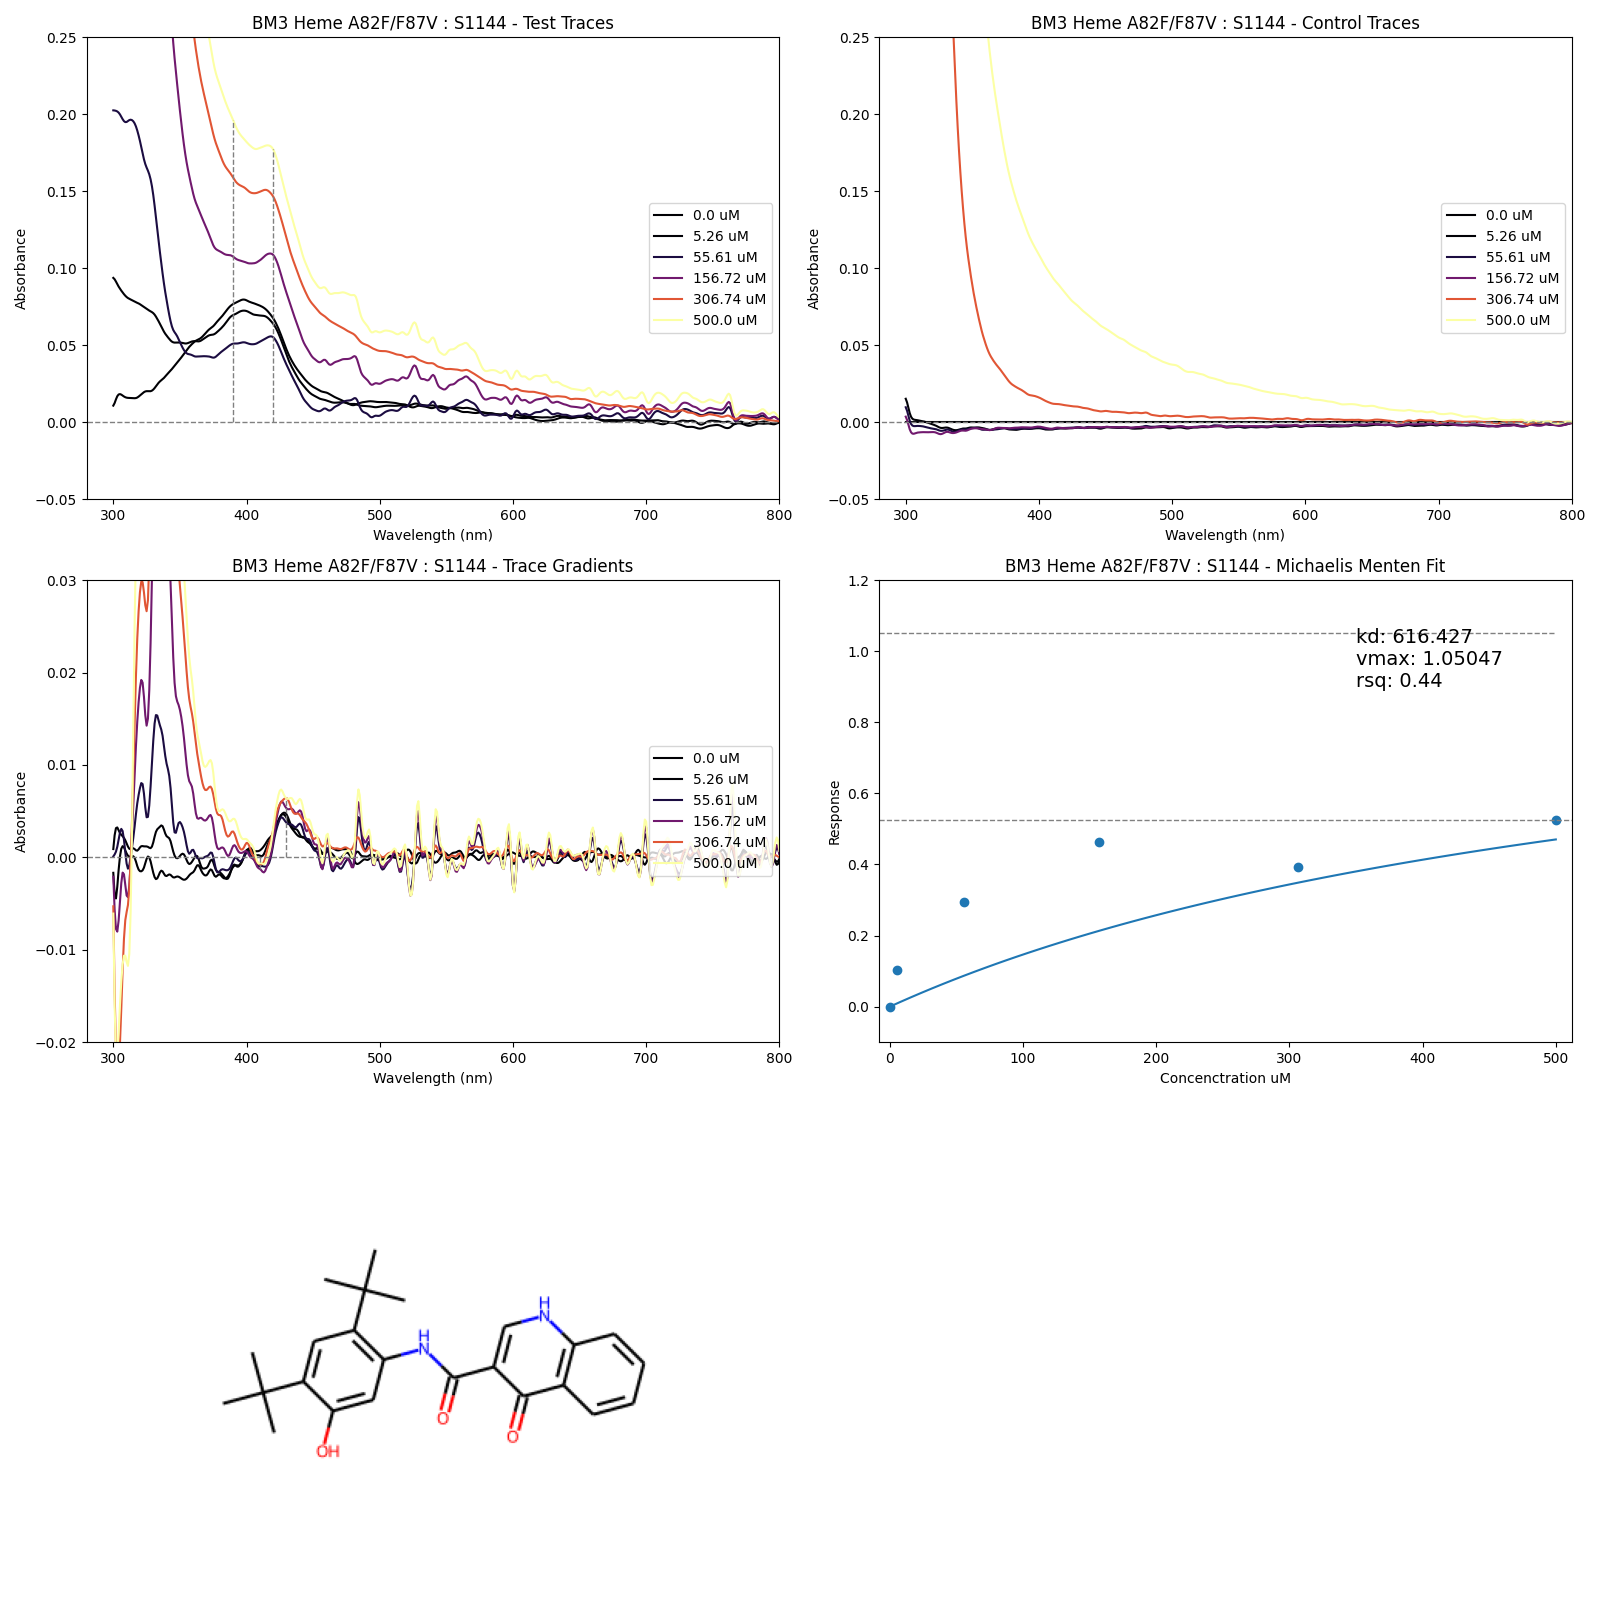 BM3 Heme A82F/F87V : S1144 - Test Traces
0.25
0.20
0.15
0.10
0.05
0.00
−0.05
Absorbance
300
400
500
600
700
800
Wavelength (nm)
0.0 uM
5.26 uM
55.61 uM
156.72 uM
306.74 uM
500.0 uM
BM3 Heme A82F/F87V : S1144 - Control Traces
0.25
0.20
0.15
0.10
0.05
0.00
−0.05
Absorbance
300
400
500
600
700
800
Wavelength (nm)
0.0 uM
5.26 uM
55.61 uM
156.72 uM
306.74 uM
500.0 uM
BM3 Heme A82F/F87V : S1144 - Trace Gradients
0.03
0.02
0.01
0.00
−0.01
−0.02
Absorbance
300
400
500
600
700
800
Wavelength (nm)
0.0 uM
5.26 uM
55.61 uM
156.72 uM
306.74 uM
500.0 uM
BM3 Heme A82F/F87V : S1144 - Michaelis Menten Fit
1.2
1.0
0.8
0.6
0.4
0.2
0.0
Response
kd: 616.427
vmax: 1.05047
rsq: 0.44
0
100
200
300
400
500
Concenctration uM
H
N
H
N
O
O
OH